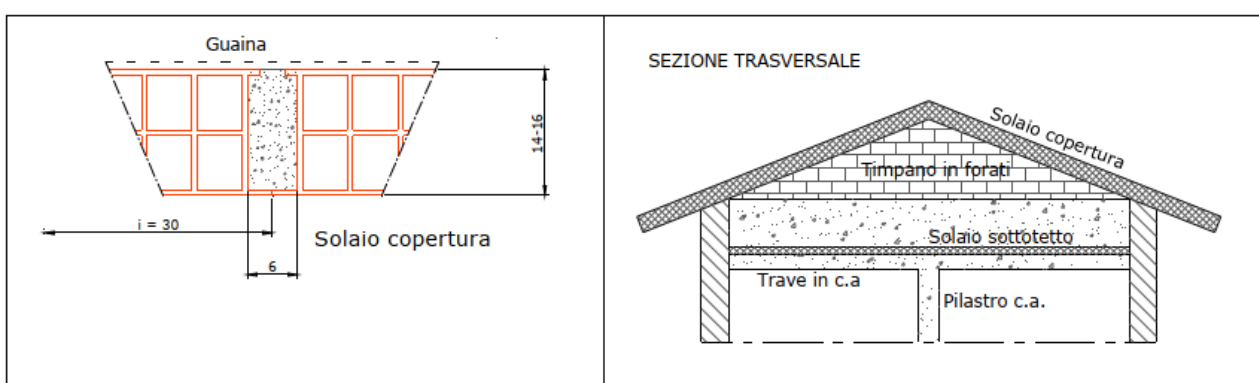 Guaina
14-16
i = 30
6
Solaio copertura
SEZIONE TRASVERSALE
Solaio copertura
Timpano in forati
Solaio sottotetto
Trave in c.a
Pilastro c.a.